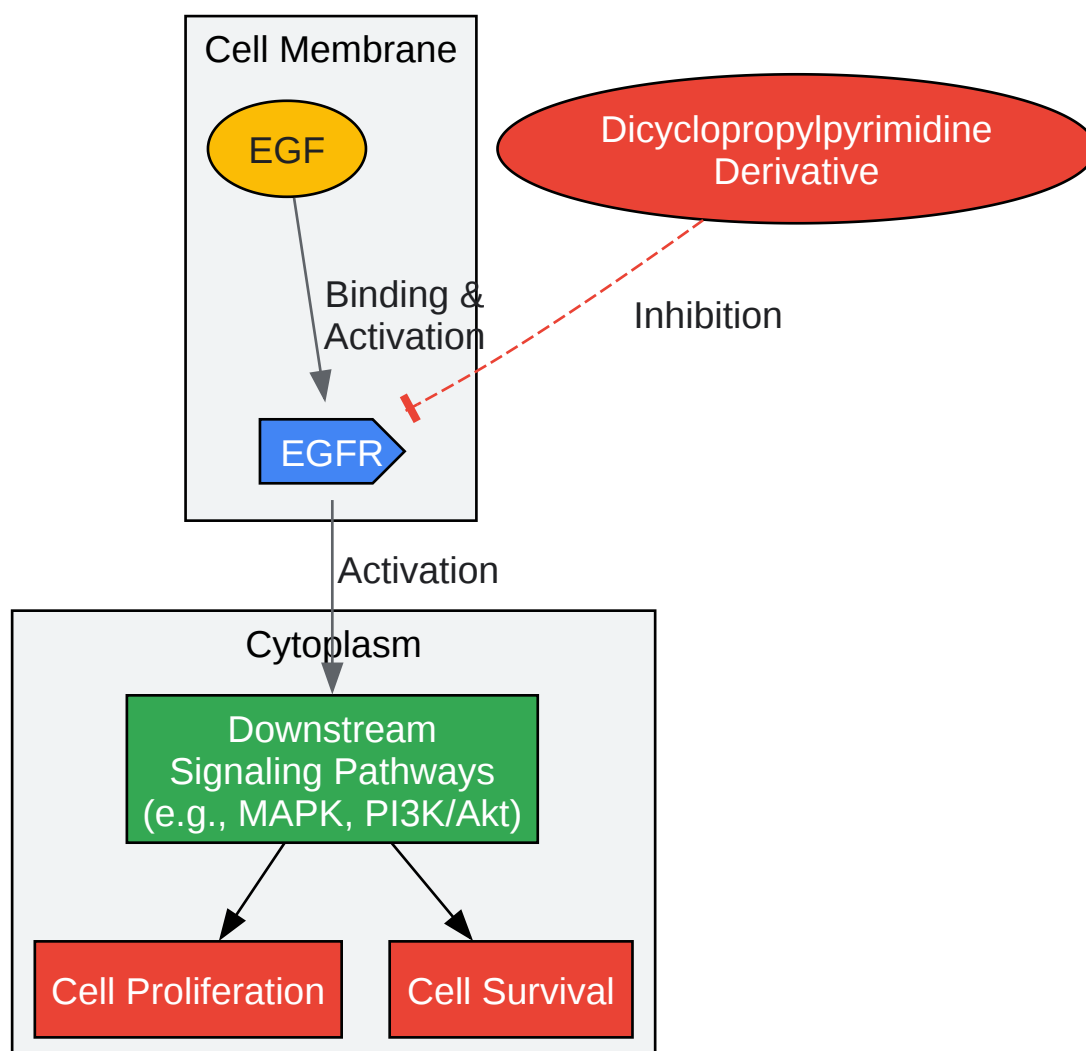 Cell Membrane
EGF
Dicyclopropylpyrimidine
Derivative
Binding &
Activation
Inhibition
EGFR
Activation
Cytoplasm
Downstream
Signaling Pathways
(e.g., MAPK, PI3K/Akt)
Cell Proliferation
Cell Survival